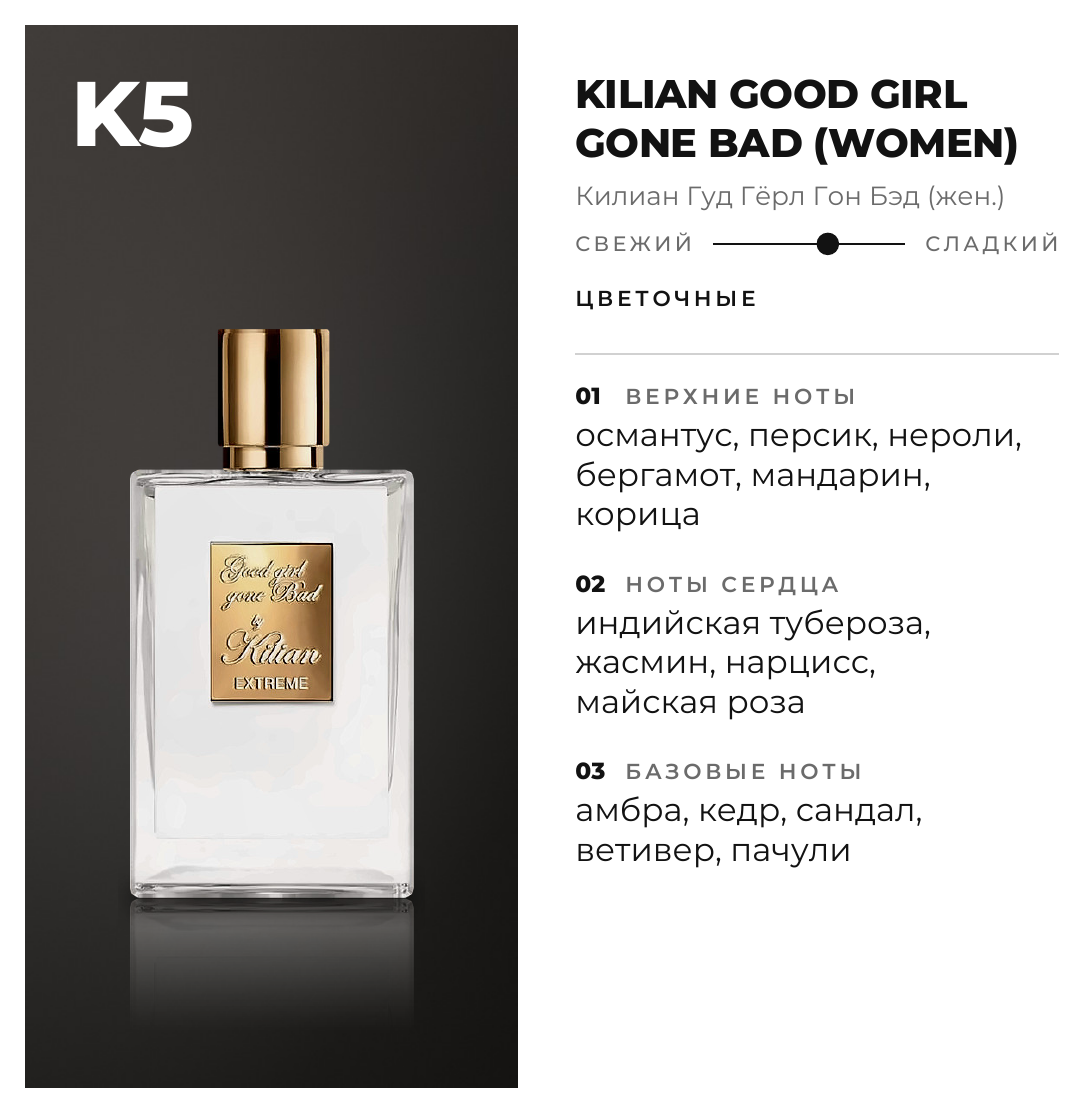 K5
Good girl
gone Bad
by
Kilian
EXTREME
KILIAN GOOD GIRL
GONE BAD (WOMEN)
Килиан Гуд Гёрл Гон Бэд (жен.)
СВЕЖИЙ СЛАДКИЙ
ЦВЕТОЧНЫЕ
01 ВЕРХНИЕ НОТЫ
османтус, персик, нероли,
бергамот, мандарин,
корица
02 НОТЫ СЕРДЦА
индийская тубероза,
жасмин, нарцисс,
майская роза
03 БАЗОВЫЕ НОТЫ
амбра, кедр, сандал,
ветивер, пачули